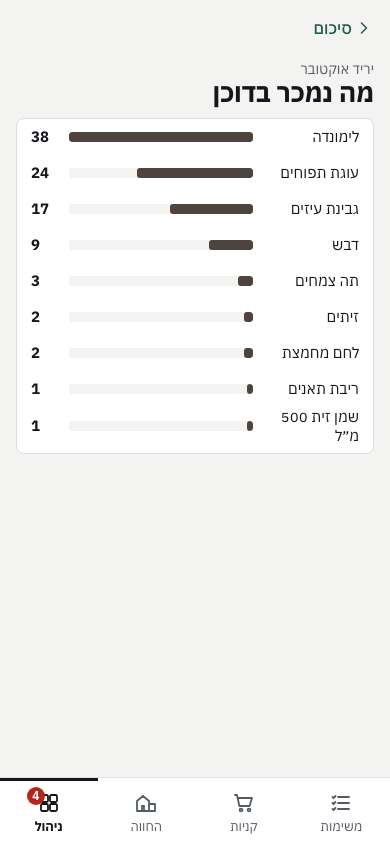 סיכום
יריד אוקטובר
מה נמכר בדוכן
לימונדה 38
עוגת תפוחים 24
גבינת עיזים 17
דבש 9
תה צמחים 3
זיתים 2
לחם מחמצת 2
ריבת תאנים 1
שמן זית 500
מ״ל 1
משימות
קניות
החווה
4
ניהול